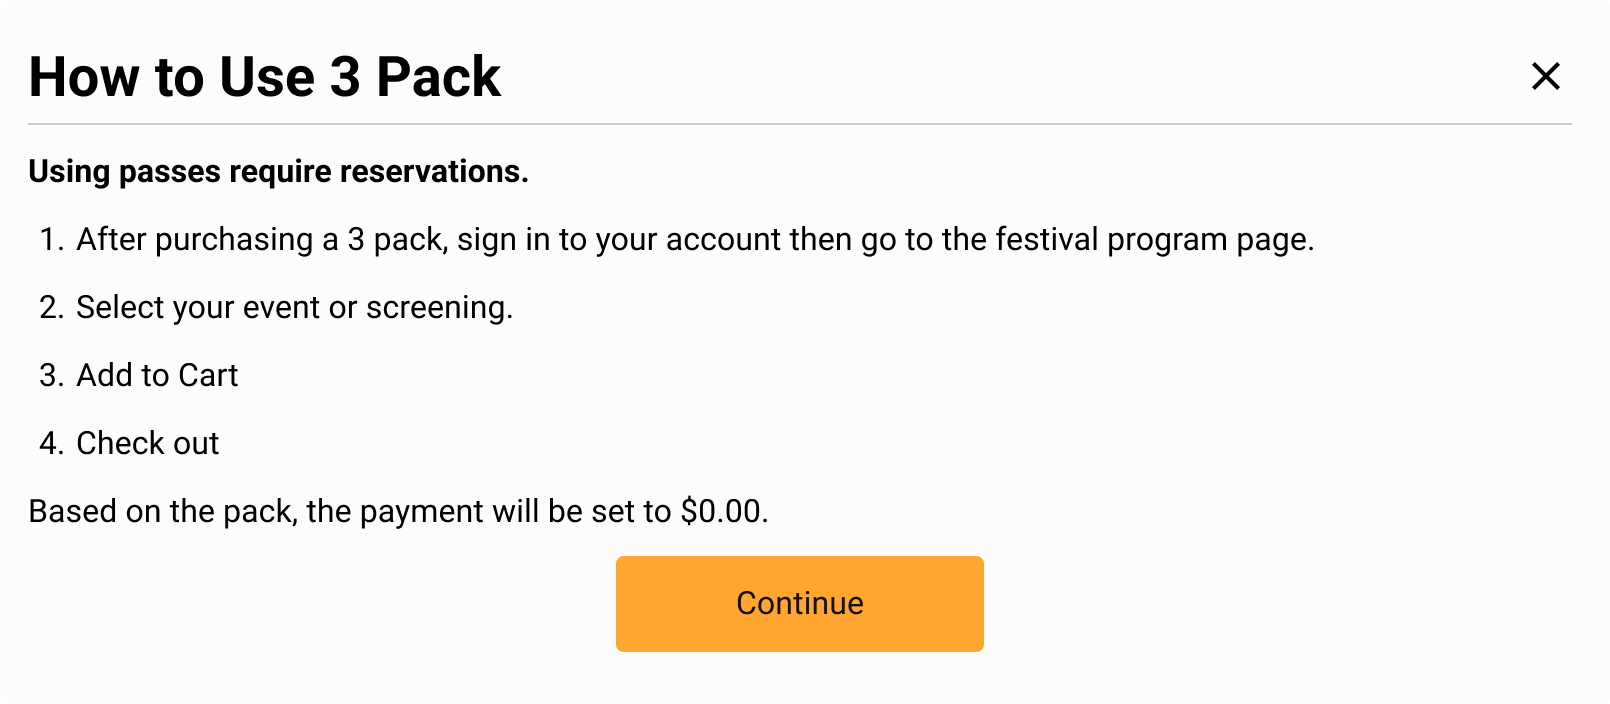 How to Use 3 Pack
Using passes require reservations.
1. After purchasing a 3 pack, sign in to your account then go to the festival program page.
2. Select your event or screening.
3. Add to Cart
4. Check out
Based on the pack, the payment will be set to $0.00.
Continue